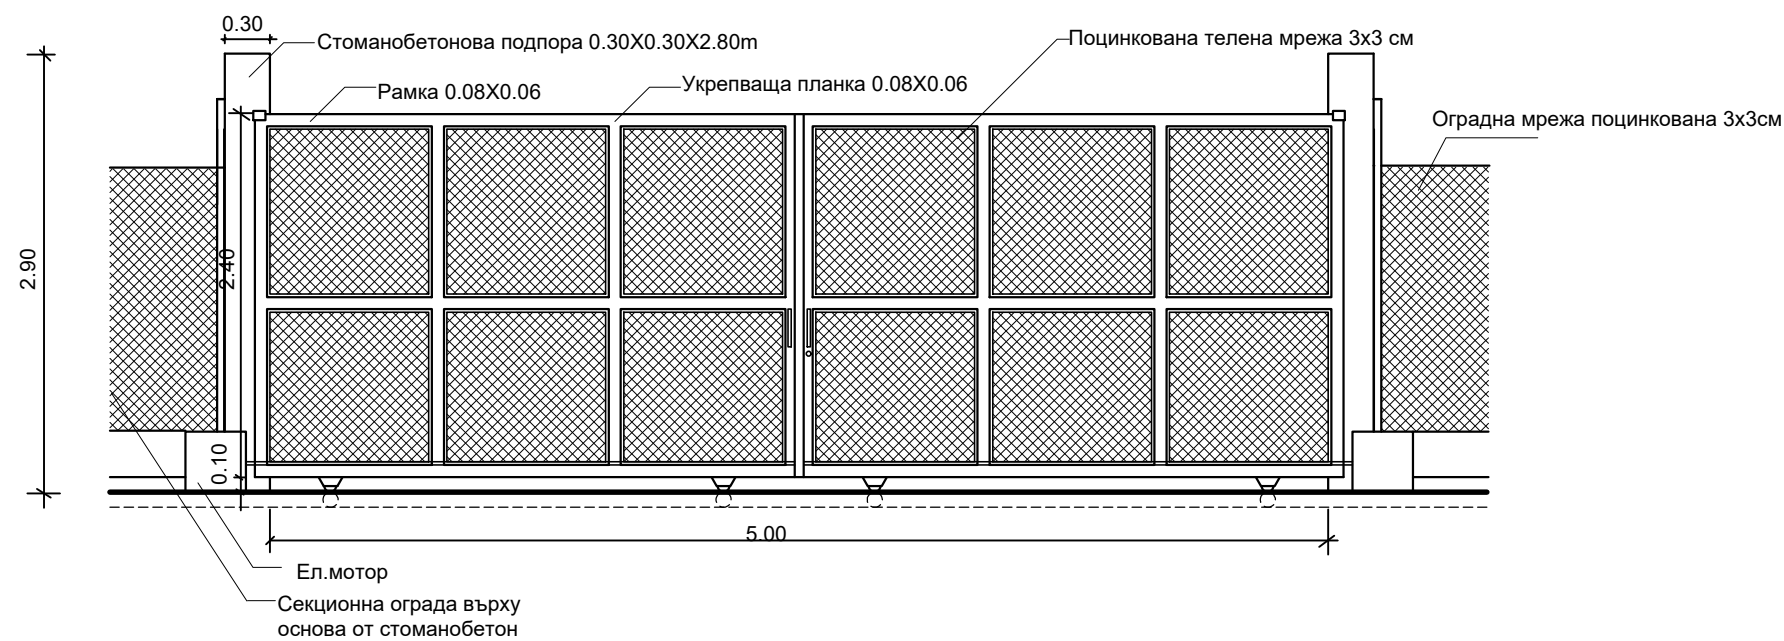 0.30
Стоманобетонова подпора 0.30X0.30X2.80m
Поцинкована телена мрежа 3х3 см
Рамка 0.08X0.06
Укрепваща планка 0.08X0.06
Оградна мрежа поцинкована 3х3см
2.90
2.40
0.10
5.00
Ел.мотор
Секционна ограда върху
основа от стоманобетон